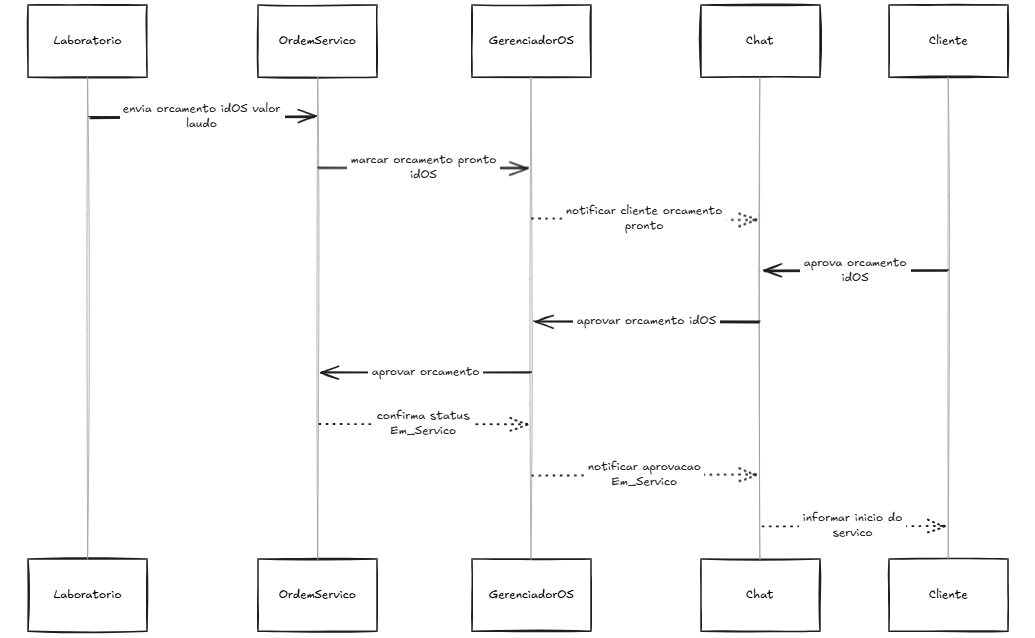 Laboratorio
OrdemServico
GerenciadorOS
Chat
Cliente
envia orcamento idOS valor
laudo
marcar orcamento pronto
idOS
notificar cliente orcamento
pronto
aprova orcamento
idOS
aprovar orcamento idOS
aprovar orcamento
confirma status
Em_Servico
notificar aprovacao
Em_Servico
informar inicio do
servico
Laboratorio
OrdemServico
GerenciadorOS
Chat
Cliente